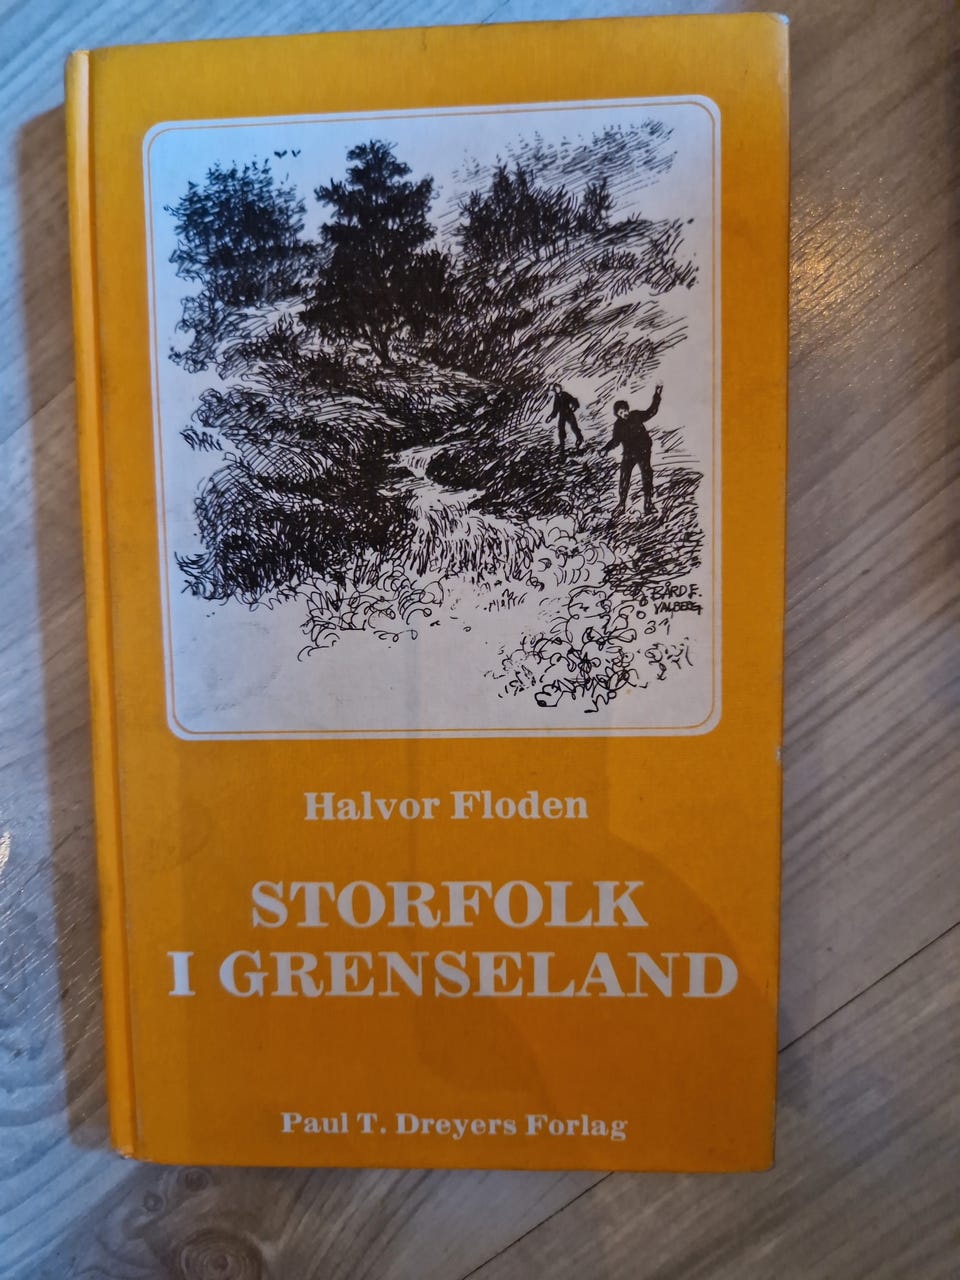 BÅRD E.
VALBERG
Halvor Floden
STORFOLK
I GRENSELAND
Paul T. Dreyers Forlag